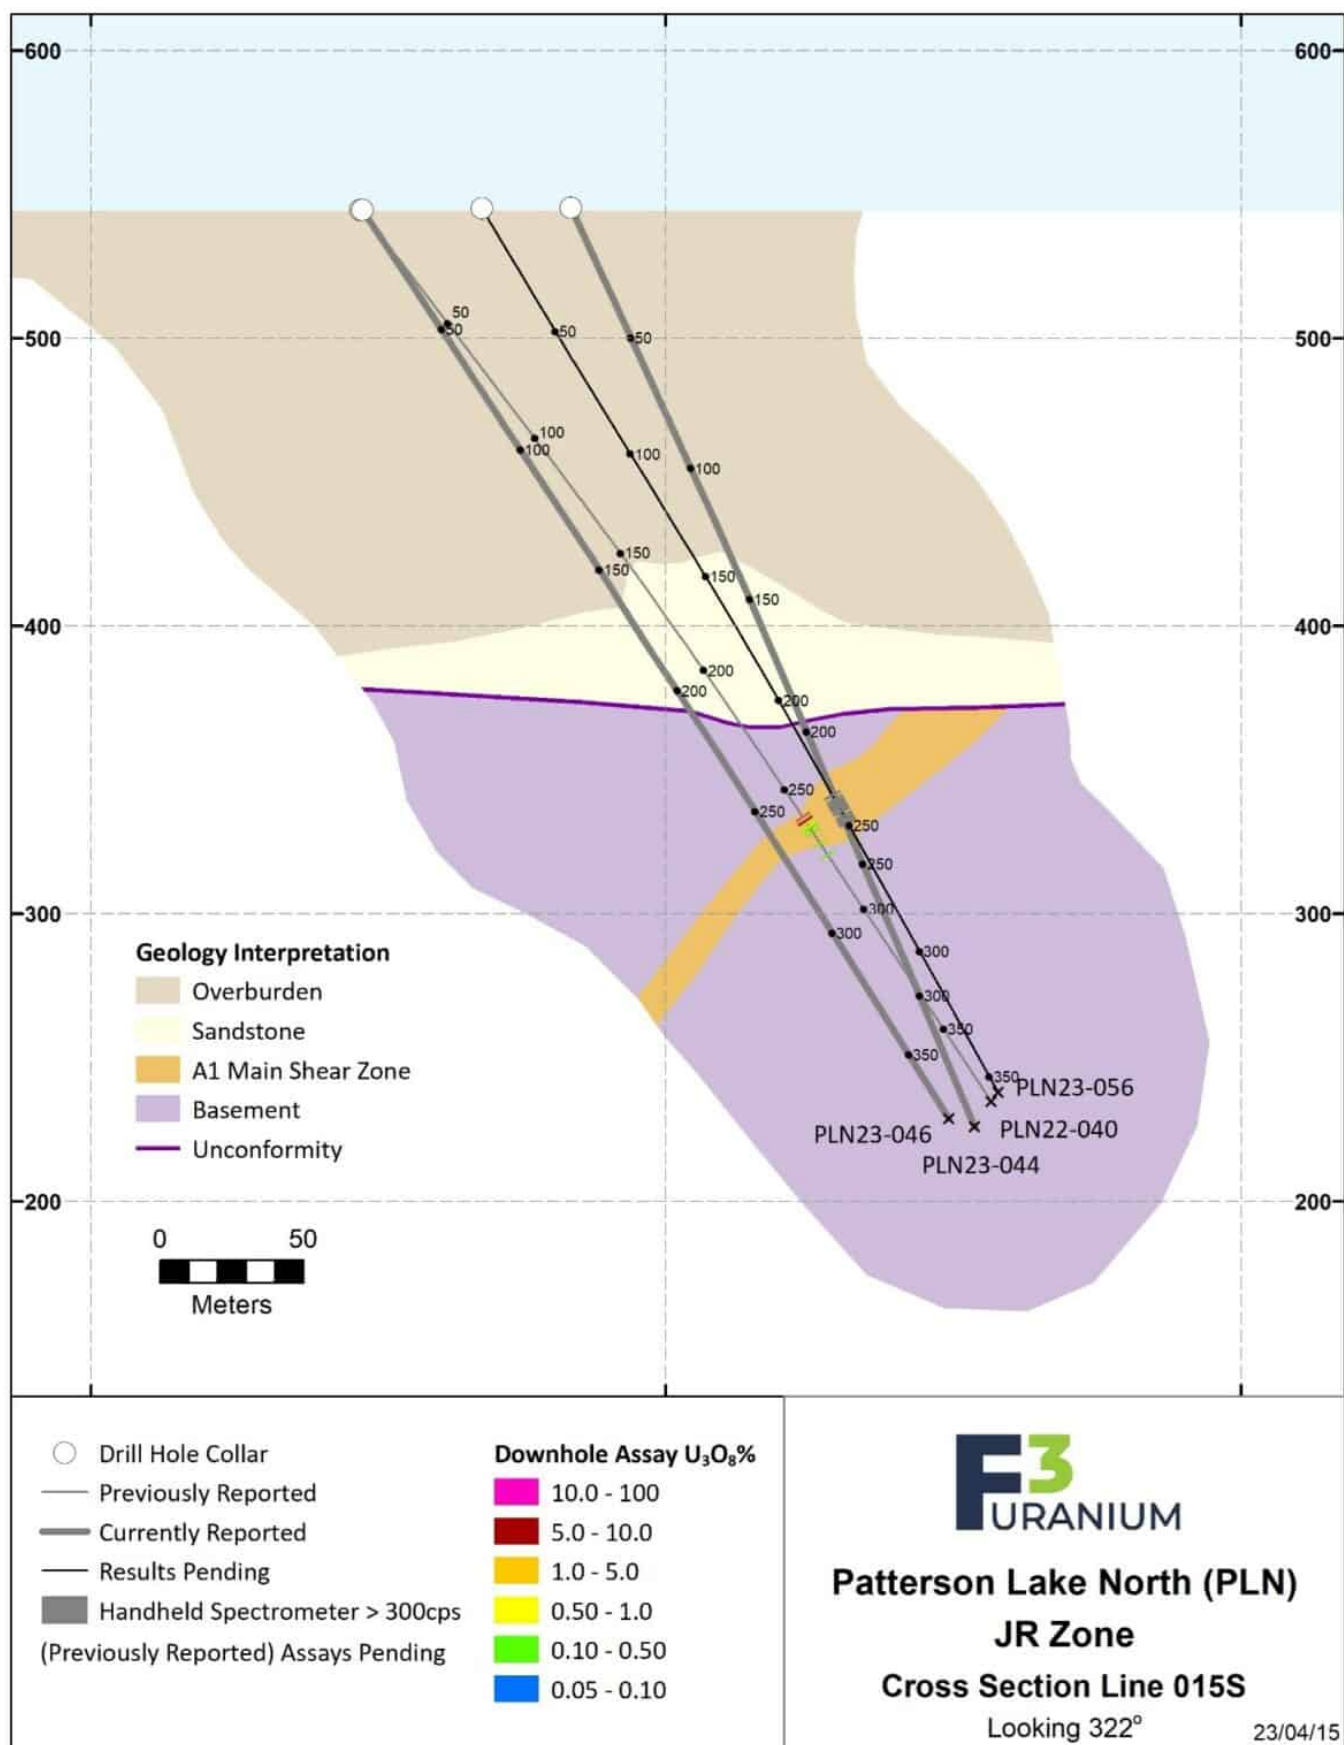 600
600
50
50
50
50
500
500
100
100
100
100
150
150
150
150
400
400
200
200
200
200
250
250
250
250
300
300
300
300
300
300
350
350
350
PLN23-056
PLN23-046
PLN22-040
PLN23-044
200
200
Geology Interpretation
Overburden
Sandstone
A1 Main Shear Zone
Basement
Unconformity
0 50
Meters
Drill Hole Collar
Previously Reported
Currently Reported
Results Pending
Handheld Spectrometer > 300cps
(Previously Reported) Assays Pending
Downhole Assay U₃O₈%
10.0 - 100
5.0 - 10.0
1.0 - 5.0
0.50 - 1.0
0.10 - 0.50
0.05 - 0.10
F3
URANIUM
Patterson Lake North (PLN)
JR Zone
Cross Section Line 015S
Looking 322°
23/04/15